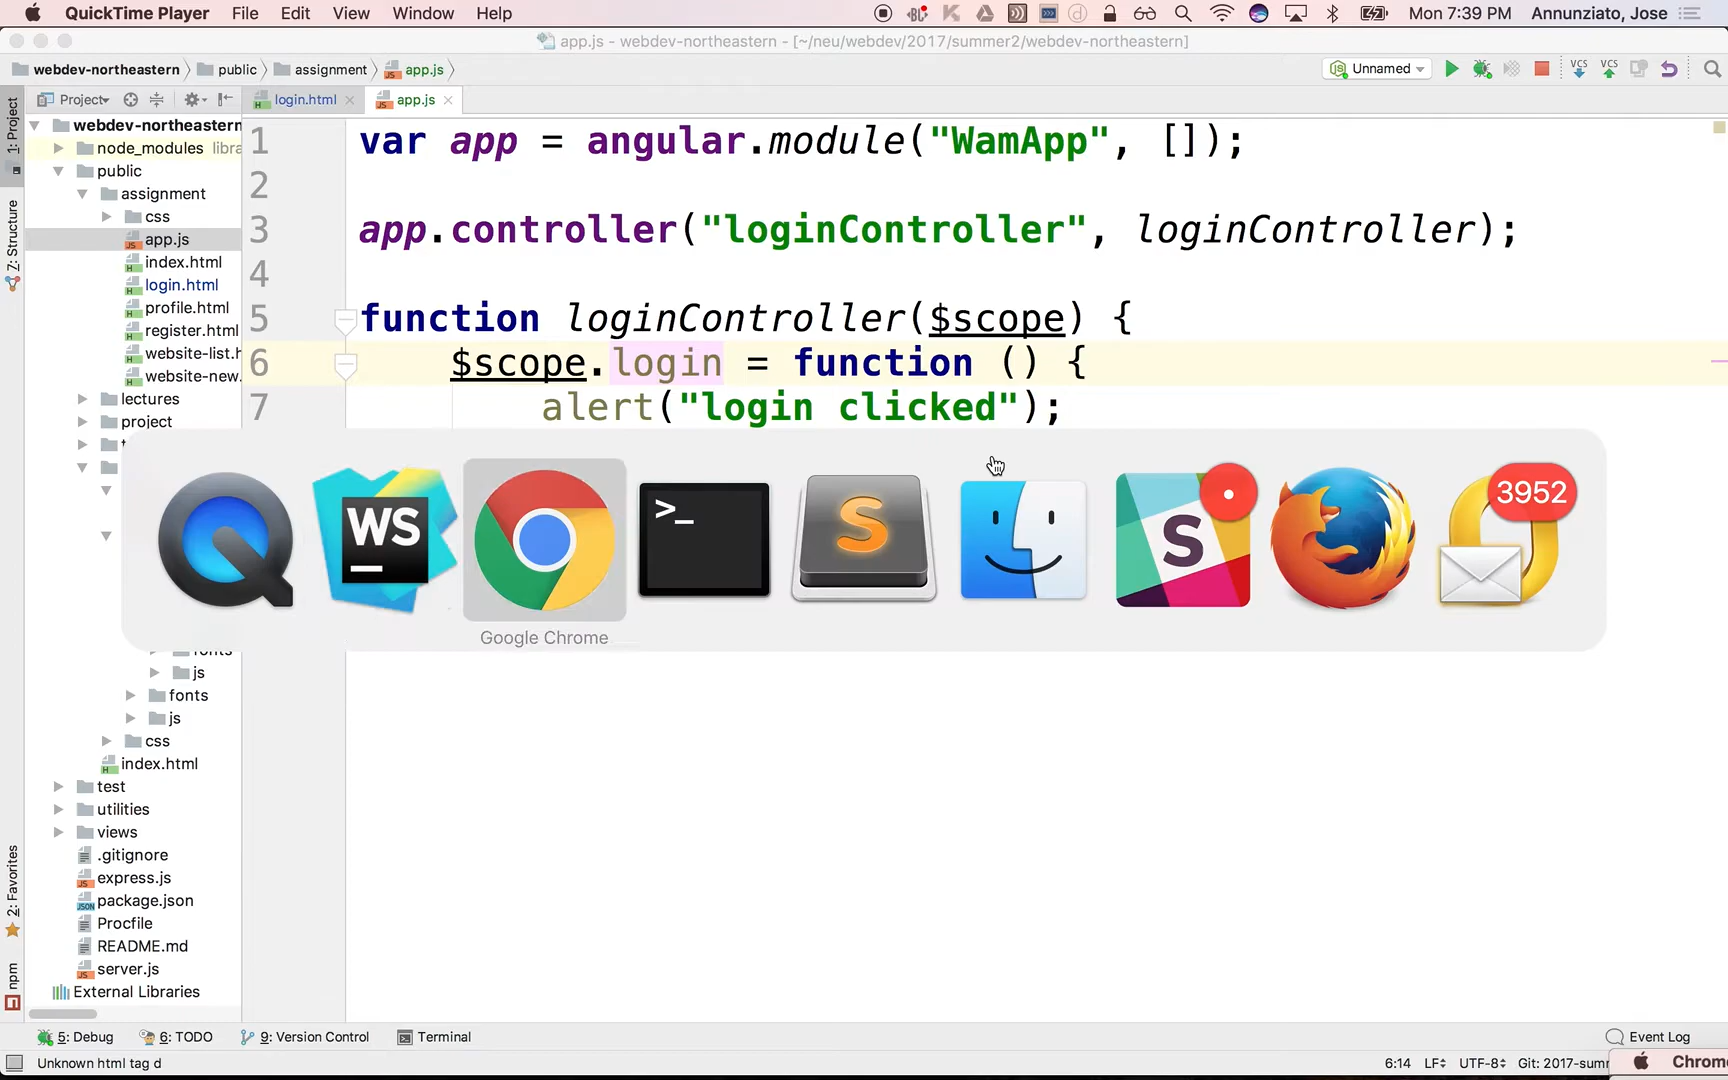 QuickTime Player File Edit View Window Help Mon 7:39 PM Annunziato, Jose
app.js - webdev-northeastern - [~/neu/webdev/2017/summer2/webdev-northeastern]
webdev-northeastern public assignment app.js Unnamed VCS VCS
1: Project
7: Structure
2: Favorites
npm
Project login.html app.js
webdev-northeastern
node_modules libra
public
assignment
css
app.js
index.html
login.html
profile.html
register.html
website-list.h
website-new.
lectures
project
js
fonts
js
css
index.html
test
utilities
views
.gitignore
express.js
package.json
Procfile
README.md
server.js
External Libraries
1 var app = angular.module("WamApp", []);
2
3 app.controller("loginController", loginController);
4
5 function loginController($scope) {
6 $scope.login = function () {
7 alert("login clicked");
WS
>_
S
S
3952
Google Chrome
5: Debug 6: TODO 9: Version Control Terminal Event Log
Unknown html tag d 6:14 LF UTF-8 Git: 2017-sum
Chrom